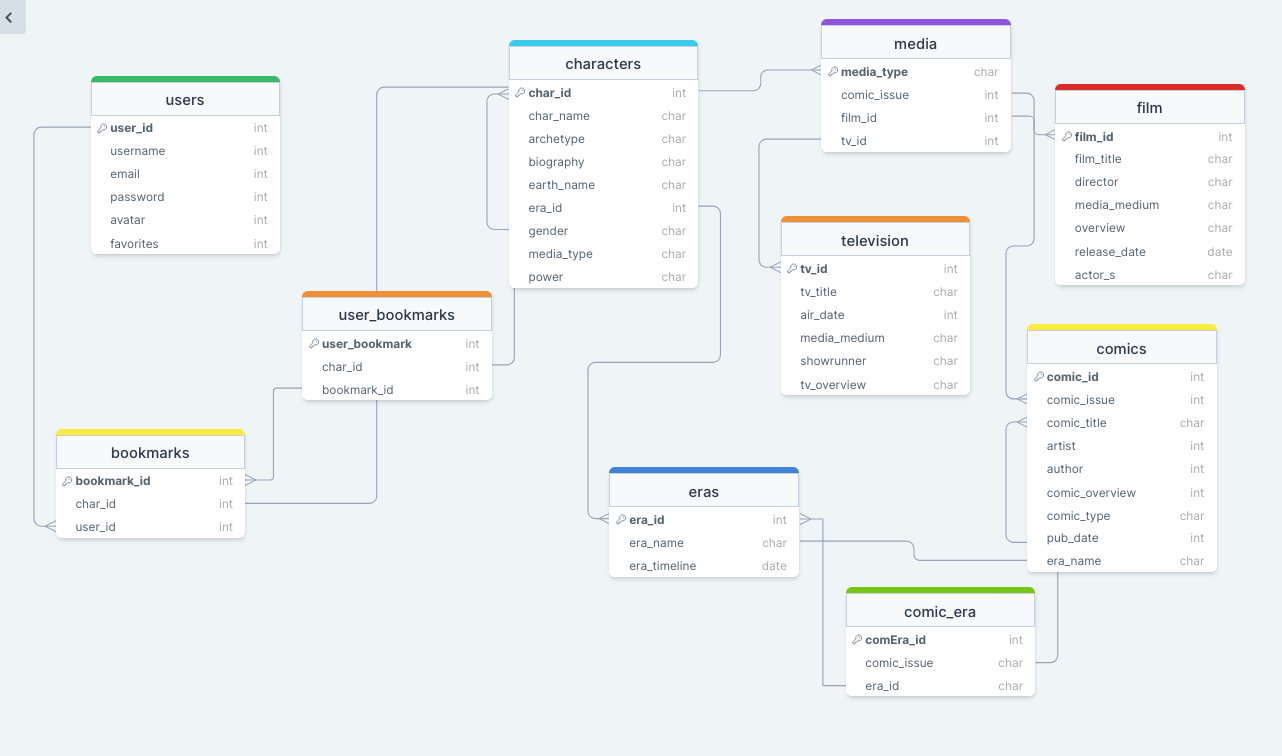 users
user_id int
username int
email int
password int
avatar int
favorites int
characters
char_id int
char_name char
archetype char
biography char
earth_name char
era_id int
gender char
media_type char
power char
media
media_type char
comic_issue int
film_id int
tv_id int
film
film_id int
film_title char
director char
media_medium char
overview char
release_date date
actor_s char
television
tv_id int
tv_title char
air_date int
media_medium char
showrunner char
tv_overview char
user_bookmarks
user_bookmark int
char_id int
bookmark_id int
comics
comic_id int
comic_issue int
comic_title char
artist int
author int
comic_overview int
comic_type char
pub_date int
era_name char
bookmarks
bookmark_id int
char_id int
user_id int
eras
era_id int
era_name char
era_timeline date
comic_era
comEra_id int
comic_issue char
era_id char